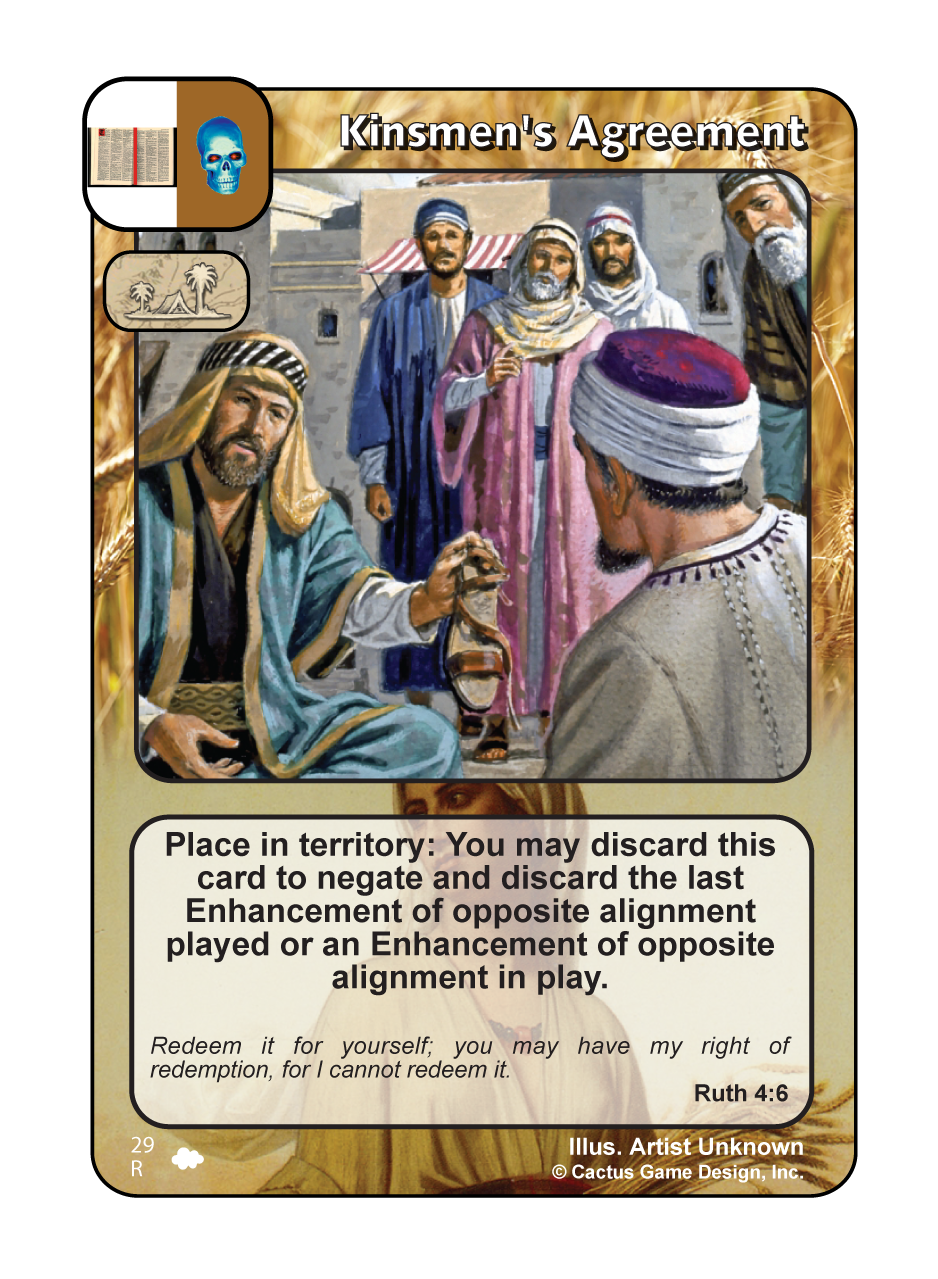 Kinsmen's Agreement
Place in territory: You may discard this
card to negate and discard the last
Enhancement of opposite alignment
played or an Enhancement of opposite
alignment in play.
Redeem it for yourself; you may have my right of
redemption, for I cannot redeem it.
Ruth 4:6
29
R
Illus. Artist Unknown
© Cactus Game Design, Inc.